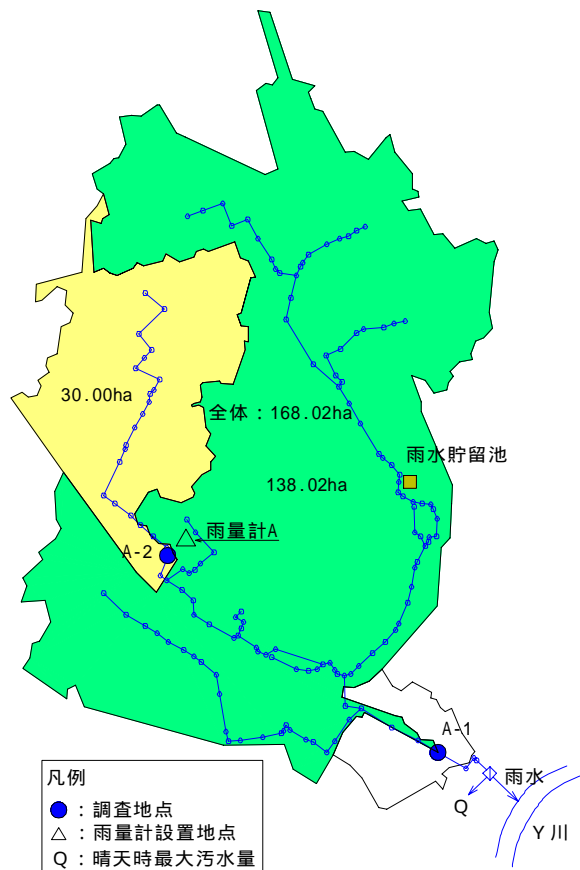 30.00ha
全体：168.02ha
雨水貯留池
138.02ha
雨量計A
A-2
A-1
雨水
Q
Y川
凡例
：調査地点
：雨量計設置地点
Q：晴天時最大汚水量